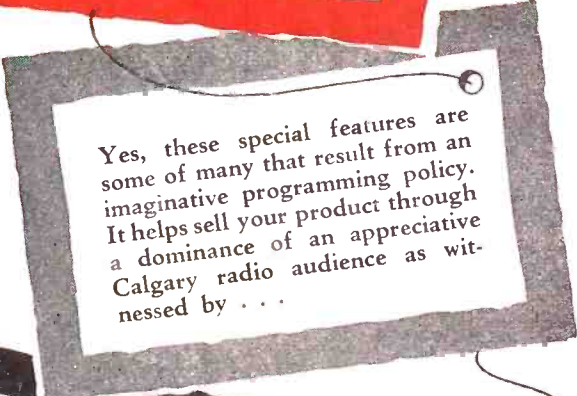 Yes, these special features are
some of many that result from an
imaginative programming policy.
It helps sell your product through
a dominance of an appreciative
Calgary radio audience as wit-
nessed by . . .